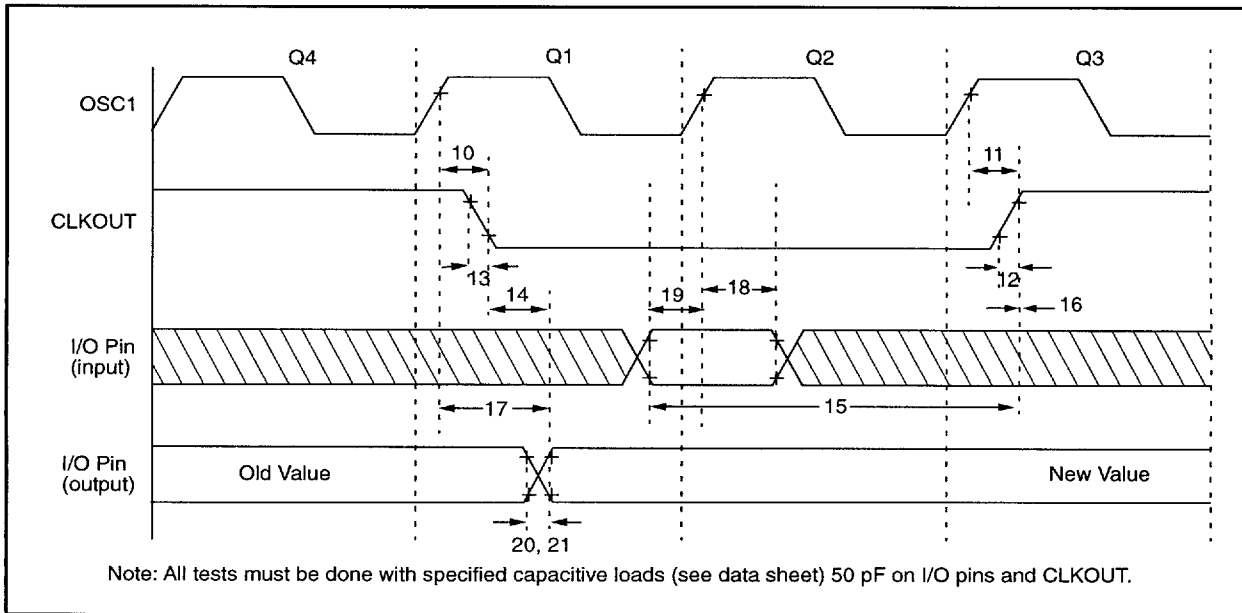 Q4 Q1 Q2 Q3
OSC1
10
11
CLKOUT
13
12
14
19
18
16
I/O Pin
(input)
17
15
I/O Pin
(output)
Old Value
New Value
20, 21
Note: All tests must be done with specified capacitive loads (see data sheet) 50 pF on I/O pins and CLKOUT.